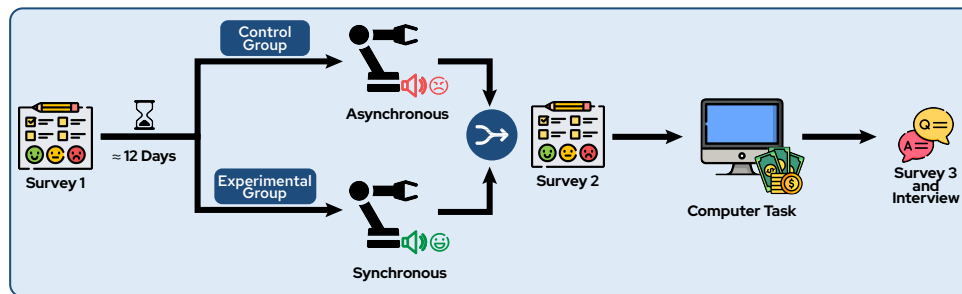 Survey 1
≈ 12 Days
Control
Group
Asynchronous
Experimental
Group
Synchronous
Survey 2
Computer Task
Q=
A=
Survey 3
and
Interview